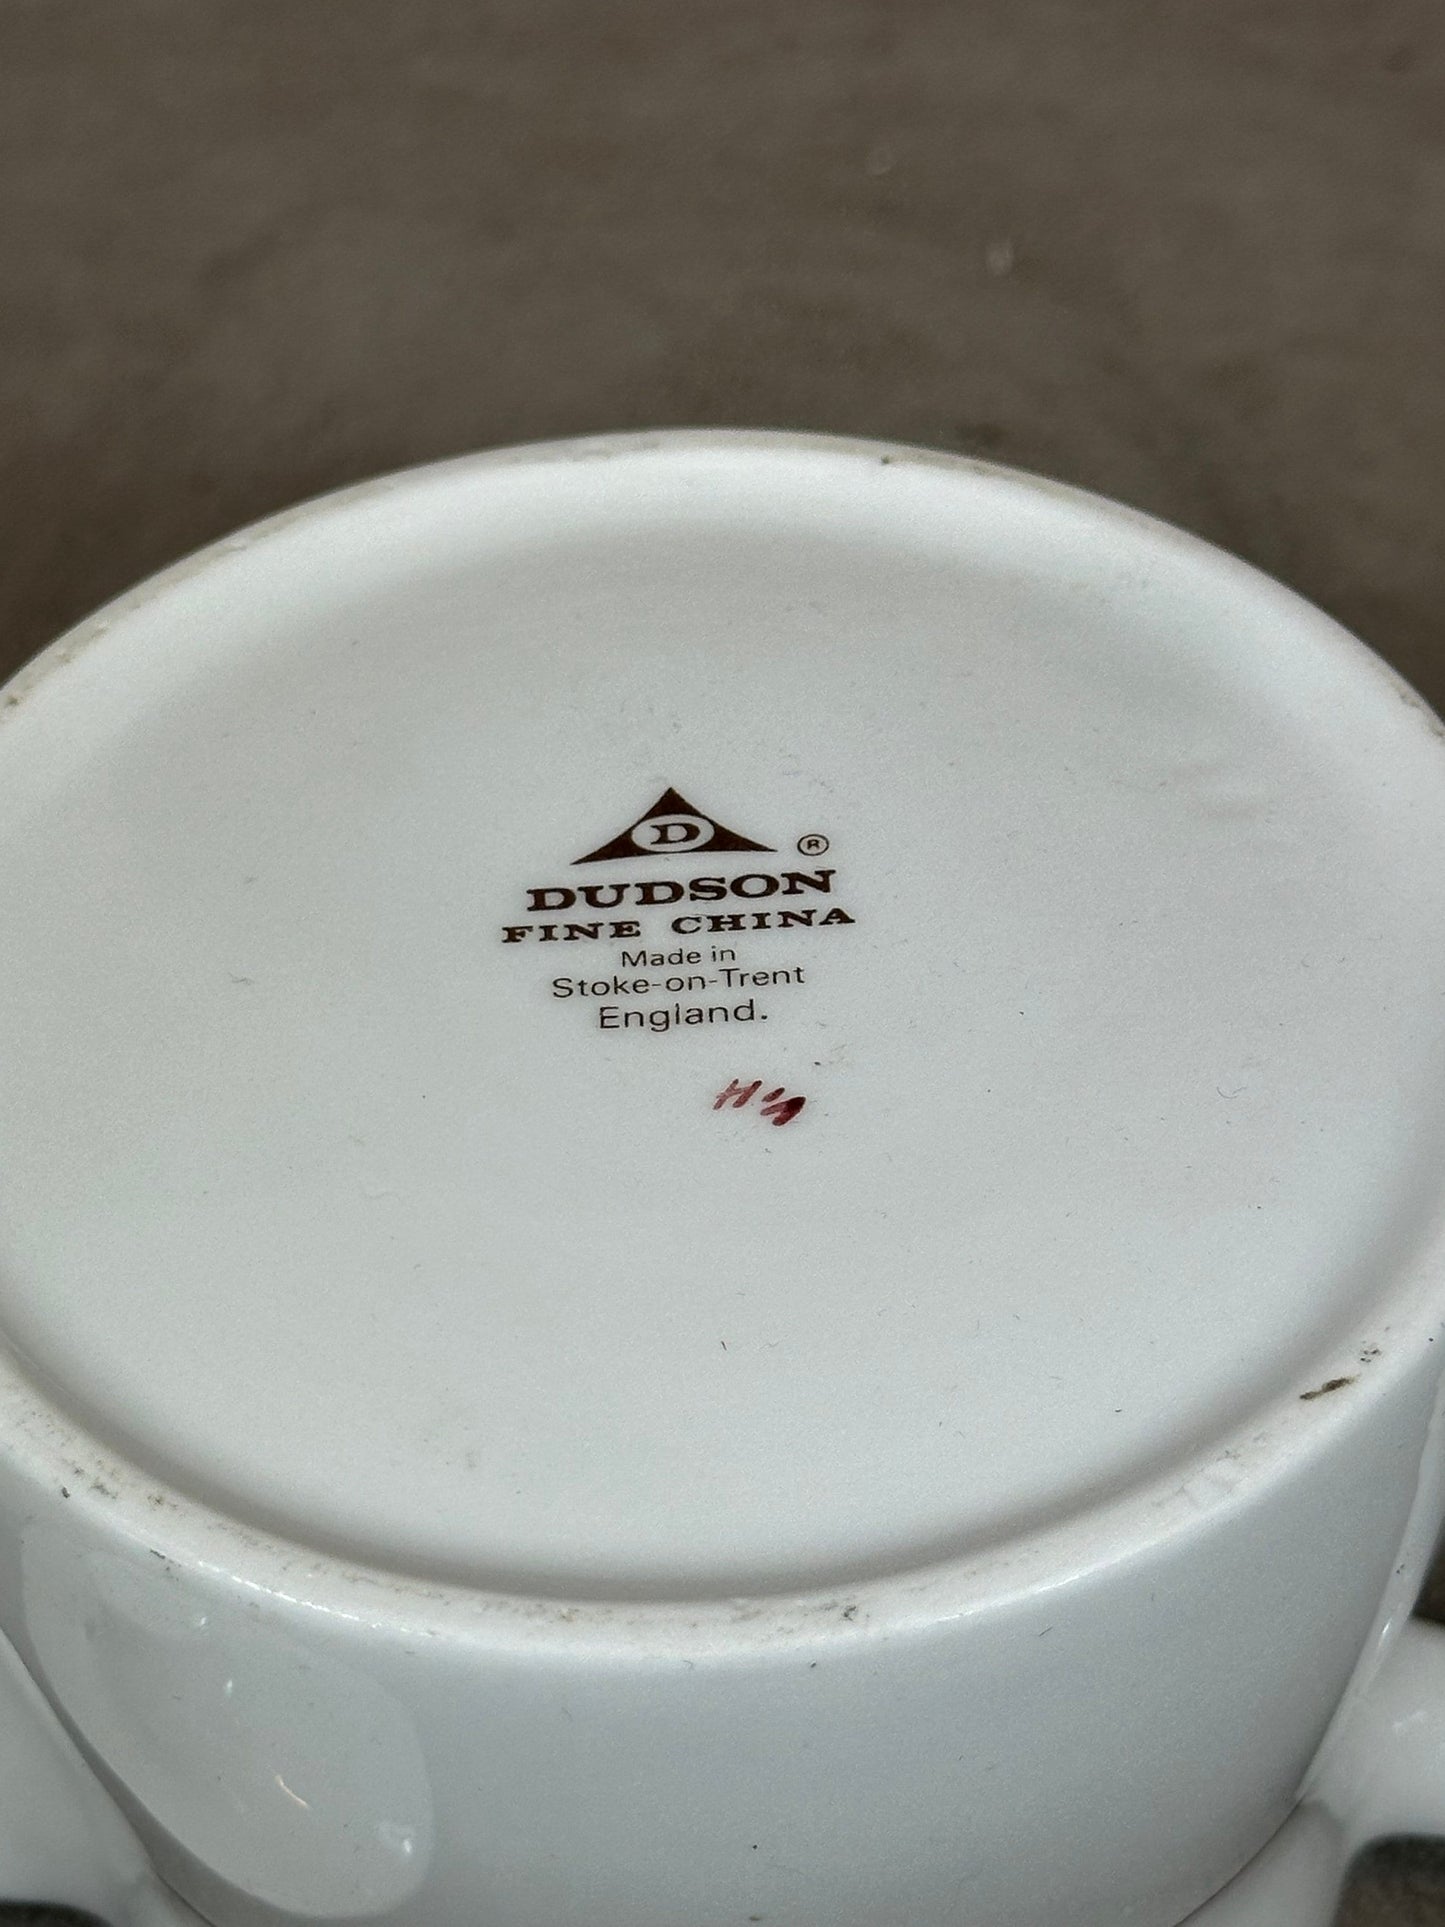 D ®
DUDSON
FINE CHINA
Made in
Stoke-on-Trent
England.